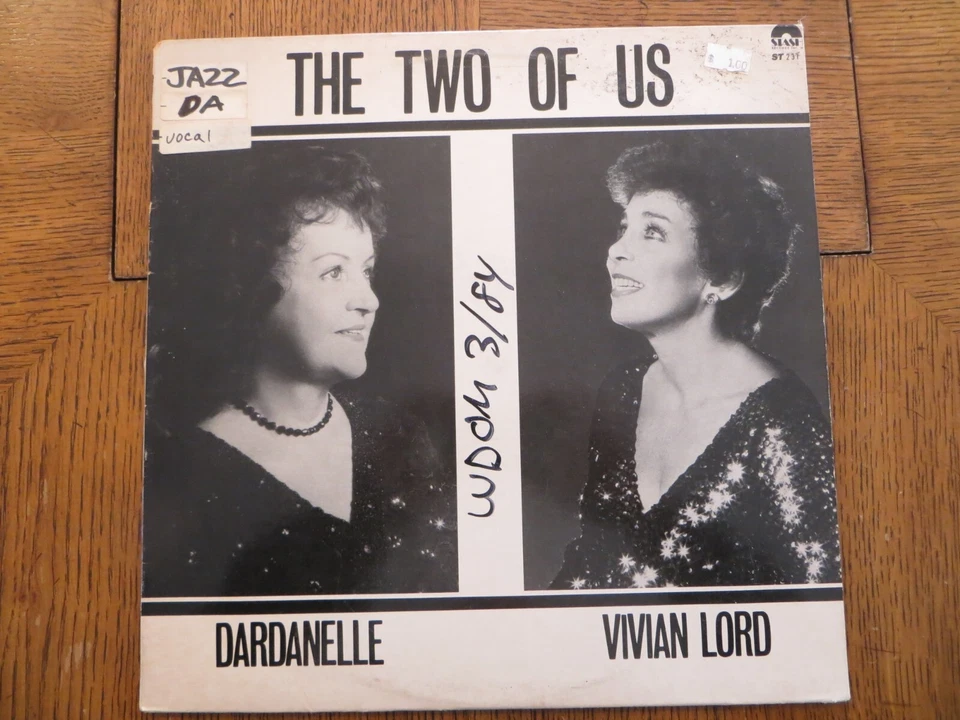 THE TWO OF US
STASH
ST 239
$ 1.00
JAZZ
DA
vocal
WDOM 3/84
DARDANELLE
VIVIAN LORD